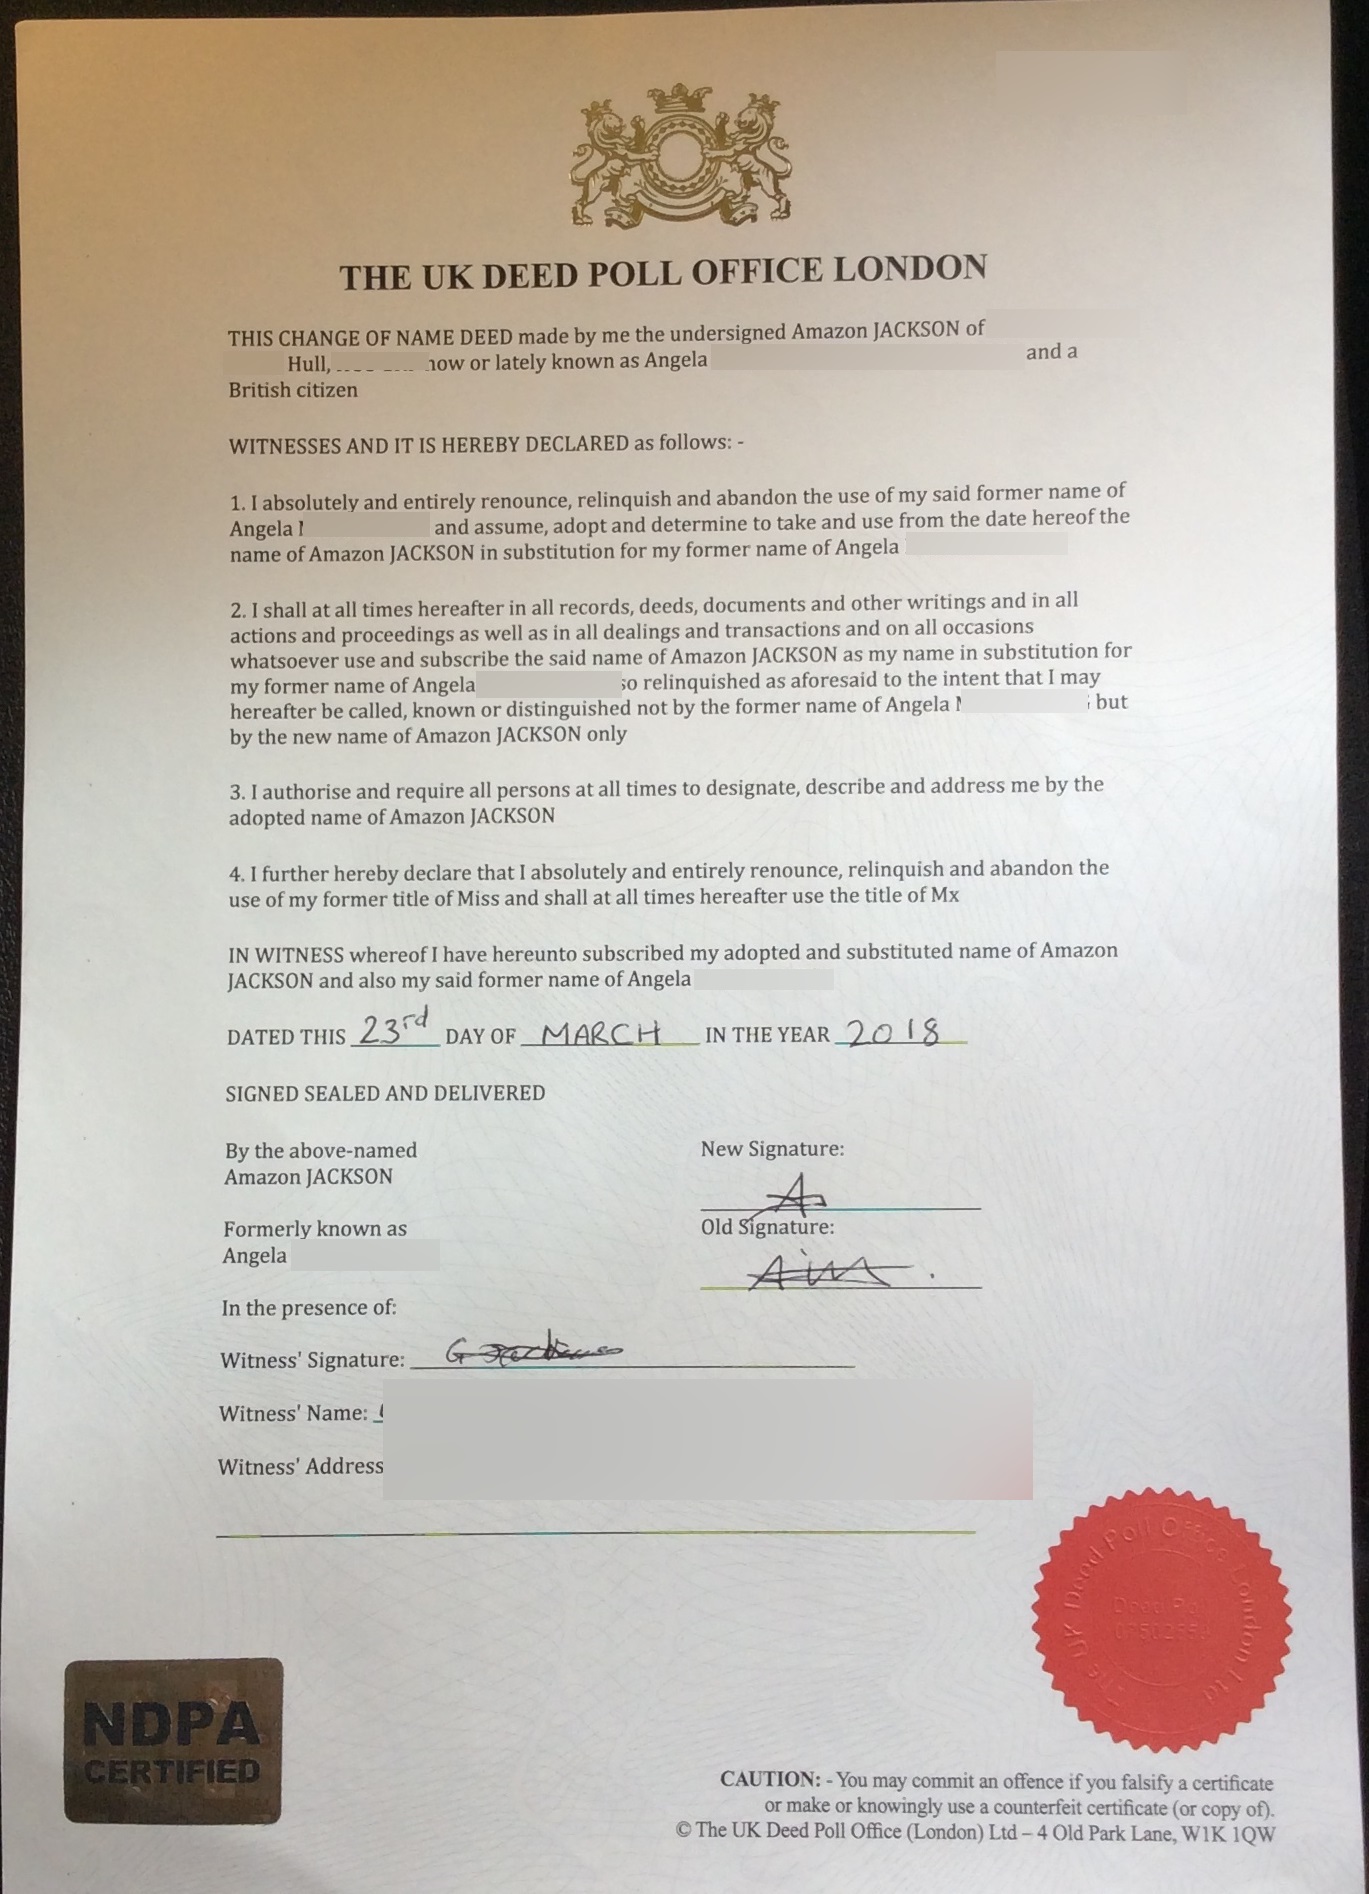 THE UK DEED POLL OFFICE LONDON
THIS CHANGE OF NAME DEED made by me the undersigned Amazon JACKSON of
Hull, now or lately known as Angela and a
British citizen
WITNESSES AND IT IS HEREBY DECLARED as follows: -
1. I absolutely and entirely renounce, relinquish and abandon the use of my said former name of
Angela and assume, adopt and determine to take and use from the date hereof the
name of Amazon JACKSON in substitution for my former name of Angela
2. I shall at all times hereafter in all records, deeds, documents and other writings and in all
actions and proceedings as well as in all dealings and transactions and on all occasions
whatsoever use and subscribe the said name of Amazon JACKSON as my name in substitution for
my former name of Angela so relinquished as aforesaid to the intent that I may
hereafter be called, known or distinguished not by the former name of Angela but
by the new name of Amazon JACKSON only
3. I authorise and require all persons at all times to designate, describe and address me by the
adopted name of Amazon JACKSON
4. I further hereby declare that I absolutely and entirely renounce, relinquish and abandon the
use of my former title of Miss and shall at all times hereafter use the title of Mx
IN WITNESS whereof I have hereunto subscribed my adopted and substituted name of Amazon
JACKSON and also my said former name of Angela
DATED THIS 23rd DAY OF MARCH IN THE YEAR 2018
SIGNED SEALED AND DELIVERED
By the above-named
Amazon JACKSON
New Signature:
Formerly known as
Angela
Old Signature:
In the presence of:
Witness' Signature:
Witness' Name:
Witness' Address
The UK Deed Poll Office London Ltd
Deed Poll
NDPA
CERTIFIED
CAUTION: - You may commit an offence if you falsify a certificate
or make or knowingly use a counterfeit certificate (or copy of).
© The UK Deed Poll Office (London) Ltd – 4 Old Park Lane, W1K 1QW